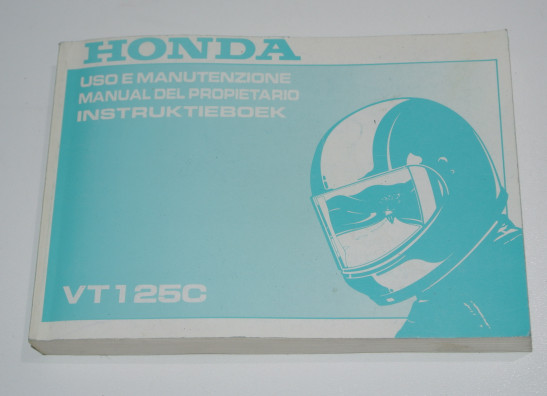 HONDA
USO E MANUTENZIONE
MANUAL DEL PROPIETARIO
INSTRUKTIEBOEK
VT125C